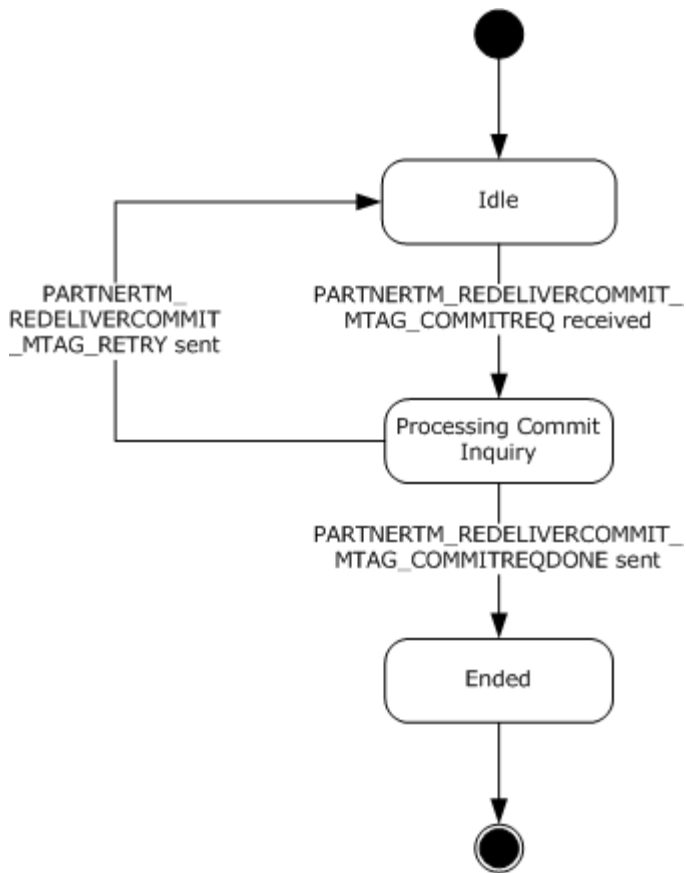 Idle
PARTNERTM_
REDELIVERCOMMIT
_MTAG_RETRY sent
PARTNERTM_REDELIVERCOMMIT_
MTAG_COMMITREQ received
Processing Commit
Inquiry
PARTNERTM_REDELIVERCOMMIT_
MTAG_COMMITREQDONE sent
Ended